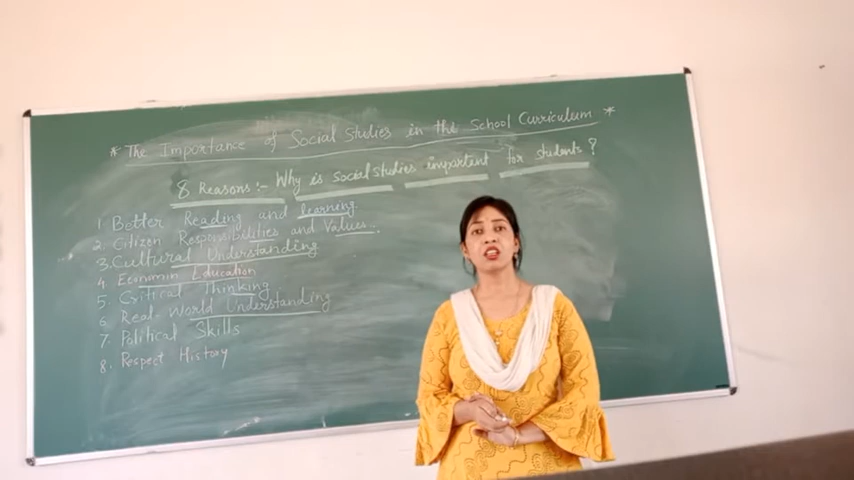 * The Importance of Social Studies in the School Curriculum *
8 Reasons:- Why is social studies important for students?
1 Better Reading and learning.
2. Citizen Responsibilities and Values..
3. Cultural Understanding
4. Economin Education
5. Critical Thinking
6 Real-World Understanding
7. Political Skills
8. Respect History